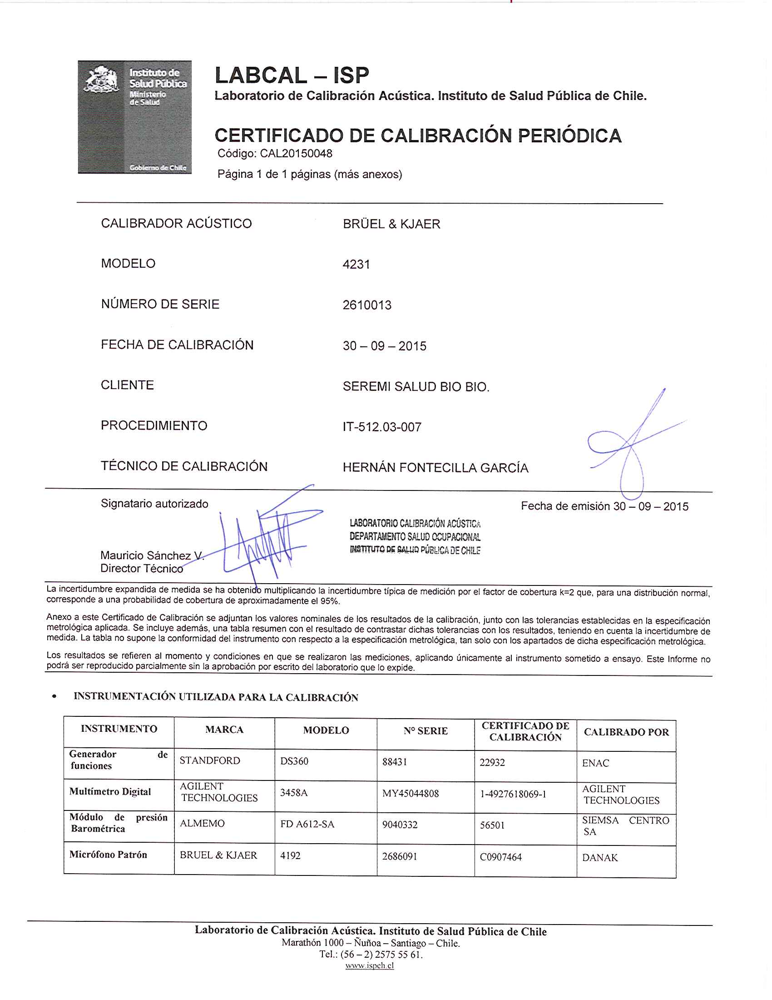 Instituto de
Salud Pública
Ministerio
de Salud
Gobierno de Chile
LABCAL – ISP
Laboratorio de Calibración Acústica. Instituto de Salud Pública de Chile.
CERTIFICADO DE CALIBRACIÓN PERIÓDICA
Código: CAL20150048
Página 1 de 1 páginas (más anexos)
CALIBRADOR ACÚSTICO BRÜEL & KJAER
MODELO 4231
NÚMERO DE SERIE 2610013
FECHA DE CALIBRACIÓN 30 – 09 – 2015
CLIENTE SEREMI SALUD BIO BIO.
PROCEDIMIENTO IT-512.03-007
TÉCNICO DE CALIBRACIÓN HERNÁN FONTECILLA GARCÍA
Signatario autorizado Fecha de emisión 30 – 09 – 2015
LABORATORIO CALIBRACIÓN ACÚSTICA
DEPARTAMENTO SALUD OCUPACIONAL
INSTITUTO DE SALUD PÚBLICA DE CHILE
Mauricio Sánchez V.
Director Técnico
La incertidumbre expandida de medida se ha obtenido multiplicando la incertidumbre típica de medición por el factor de cobertura k=2 que, para una distribución normal,
corresponde a una probabilidad de cobertura de aproximadamente el 95%.
Anexo a este Certificado de Calibración se adjuntan los valores nominales de los resultados de la calibración, junto con las tolerancias establecidas en la especificación
metrológica aplicada. Se incluye además, una tabla resumen con el resultado de contrastar dichas tolerancias con los resultados, teniendo en cuenta la incertidumbre de
medida. La tabla no supone la conformidad del instrumento con respecto a la especificación metrológica, tan solo con los apartados de dicha especificación metrológica.
Los resultados se refieren al momento y condiciones en que se realizaron las mediciones, aplicando únicamente al instrumento sometido a ensayo. Este Informe no
podrá ser reproducido parcialmente sin la aprobación por escrito del laboratorio que lo expide.
• INSTRUMENTACIÓN UTILIZADA PARA LA CALIBRACIÓN
INSTRUMENTO MARCA MODELO Nº SERIE CERTIFICADO DE CALIBRACIÓN CALIBRADO POR
Generador de funciones STANDFORD DS360 88431 22932 ENAC
Multímetro Digital AGILENT TECHNOLOGIES 3458A MY45044808 1-4927618069-1 AGILENT TECHNOLOGIES
Módulo de presión Barométrica ALMEMO FD A612-SA 9040332 56501 SIEMSA CENTRO SA
Micrófono Patrón BRUEL & KJAER 4192 2686091 C0907464 DANAK
Laboratorio de Calibración Acústica. Instituto de Salud Pública de Chile
Marathón 1000 – Ñuñoa – Santiago – Chile.
Tel.: (56 – 2) 2575 55 61.
www.ispch.cl